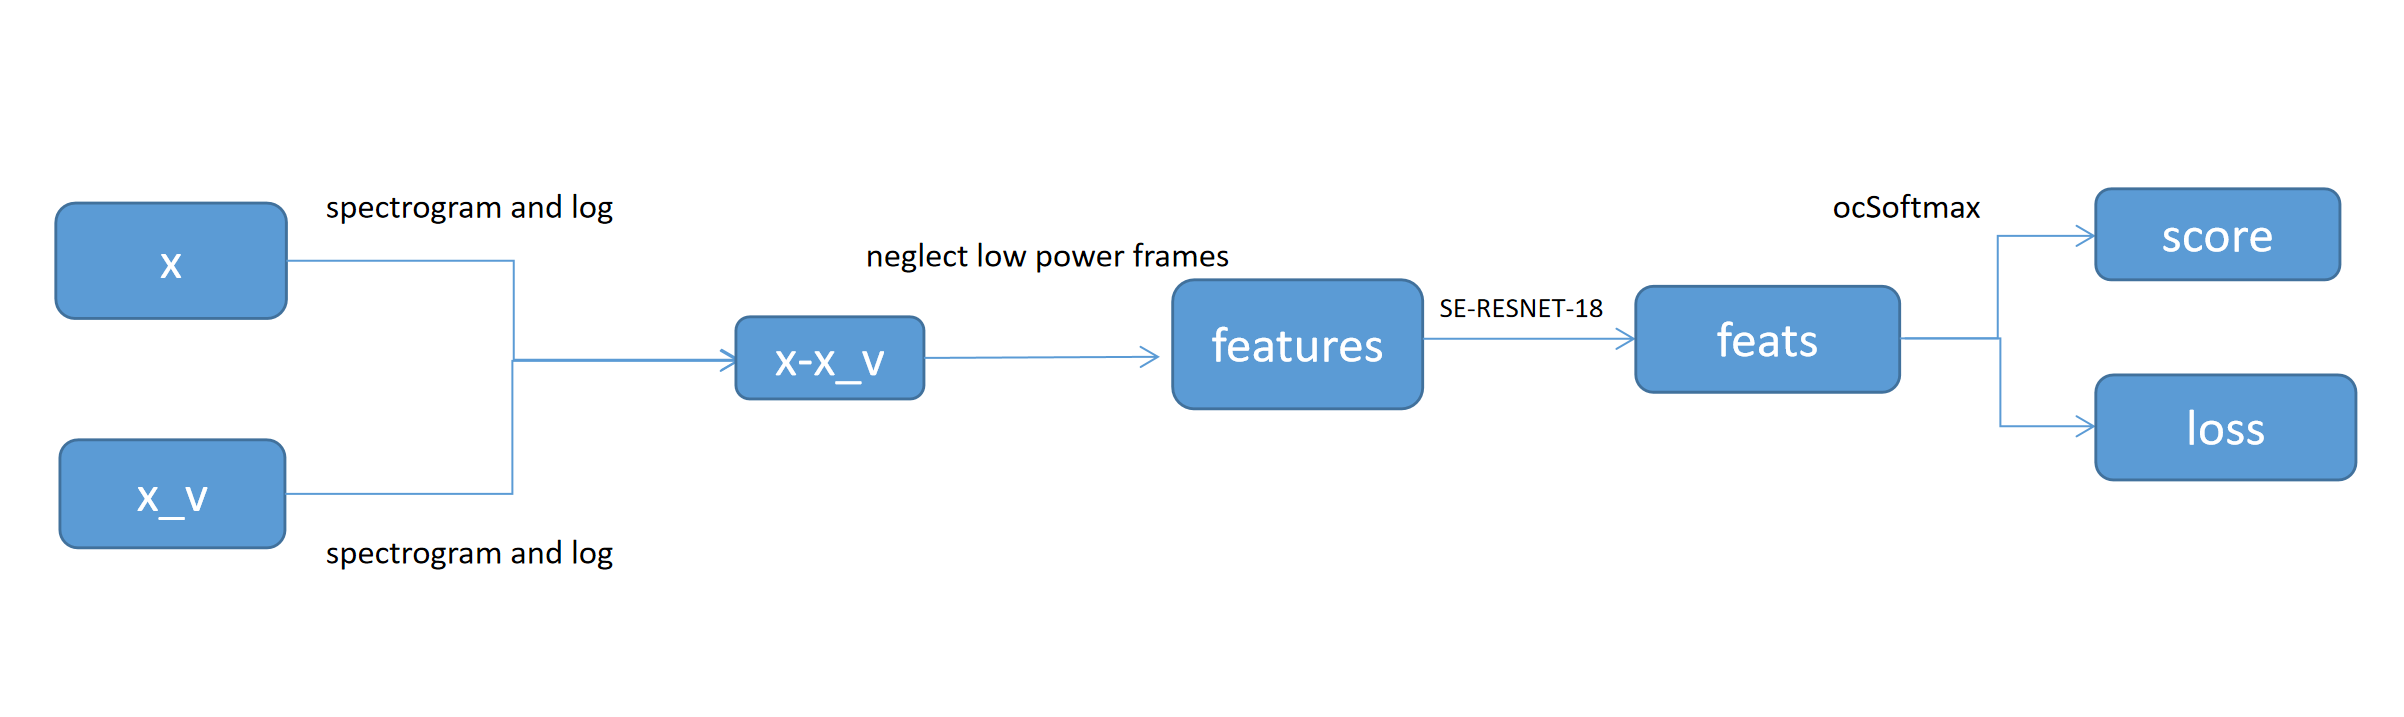 x
spectrogram and log
x_v
spectrogram and log
x-x_v
neglect low power frames
features
SE-RESNET-18
feats
ocSoftmax
score
loss